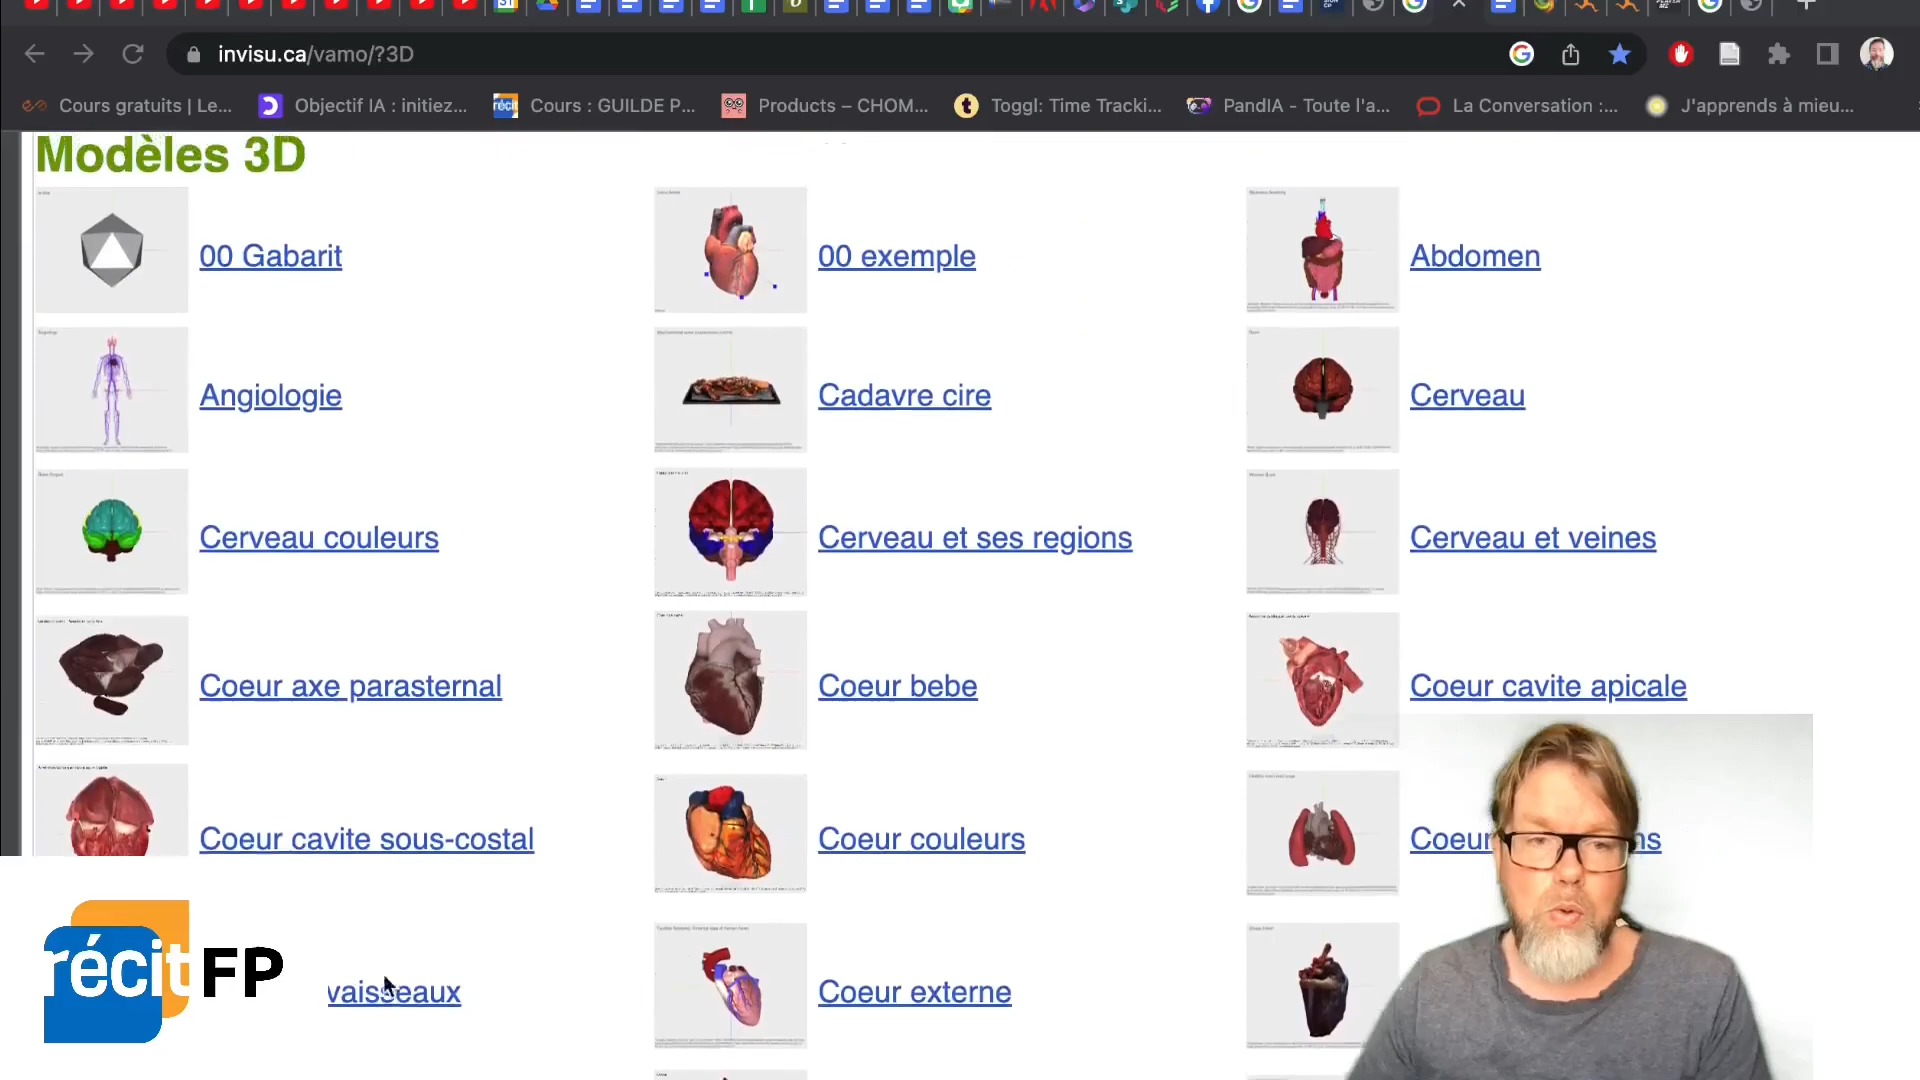 invisu.ca/vamo/?3D
Cours gratuits | Le...
Objectif IA : initiez...
Cours : GUILDE P...
Products – CHOM...
Toggl: Time Tracki...
PandIA - Toute l'a...
La Conversation :...
J'apprends à mieu...
Modèles 3D
00 Gabarit
00 exemple
Abdomen
Angiologie
Cadavre cire
Cerveau
Cerveau couleurs
Cerveau et ses regions
Cerveau et veines
Coeur axe parasternal
Coeur bebe
Coeur cavite apicale
Coeur cavite sous-costal
Coeur couleurs
Coeur
vaisseaux
Coeur externe
récit FP